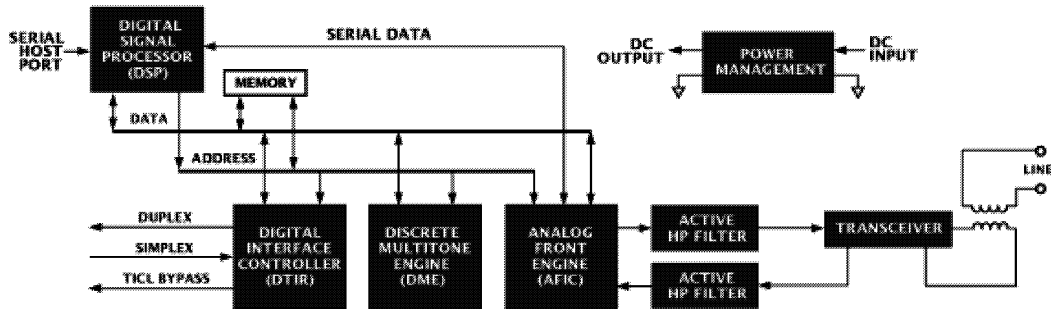 SERIAL
HOST
PORT
DIGITAL
SIGNAL
PROCESSOR
(DSP)
SERIAL DATA
MEMORY
DC
OUTPUT
POWER
MANAGEMENT
DC
INPUT
DATA
ADDRESS
LINE
DUPLEX
SIMPLEX
TICL BYPASS
DIGITAL
INTERFACE
CONTROLLER
(DTIR)
DISCRETE
MULTITONE
ENGINE
(DME)
ANALOG
FRONT
ENGINE
(AFIC)
ACTIVE
HP FILTER
ACTIVE
HP FILTER
TRANSCEIVER